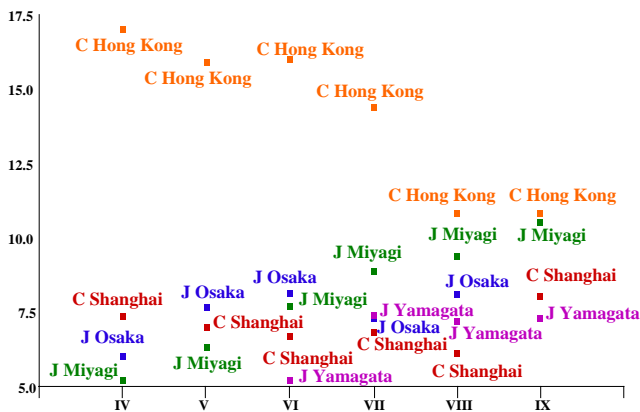 17.5
C Hong Kong
C Hong Kong
C Hong Kong
15.0
C Hong Kong
12.5
C Hong Kong
C Hong Kong
10.0
J Miyagi
J Miyagi
J Miyagi
C Shanghai
J Osaka
J Osaka
J Osaka
7.5
C Shanghai
J Miyagi
J Yamagata
J Yamagata
C Shanghai
J Osaka
J Osaka
J Yamagata
J Miyagi
C Shanghai
C Shanghai
J Miyagi
J Yamagata
C Shanghai
5.0
IV
V
VI
VII
VIII
IX